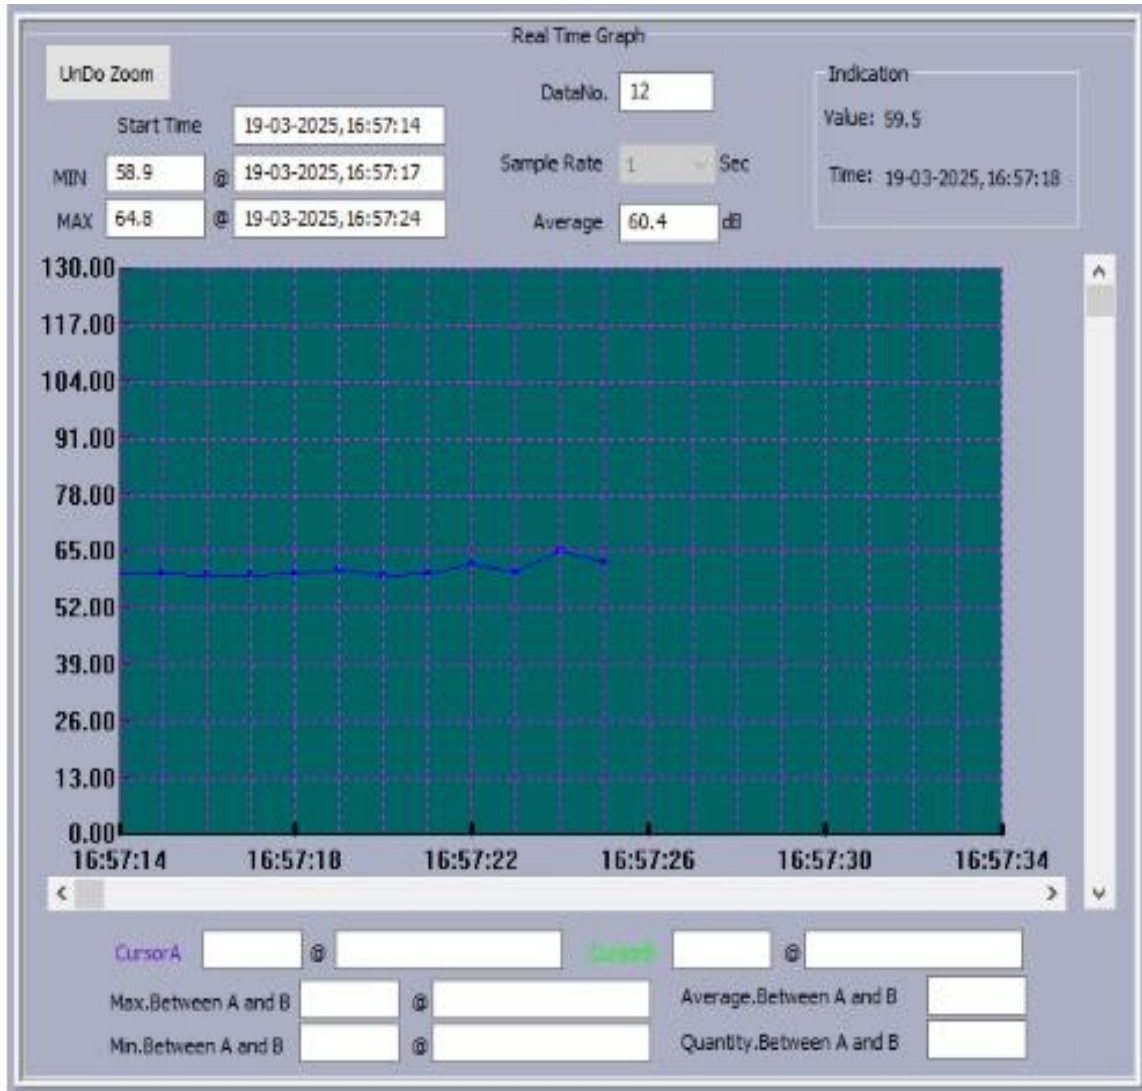 Real Time Graph
UnDo Zoom
DataNo. 12
Indication
Value: 59.5
Time: 19-03-2025,16:57:18
Start Time 19-03-2025,16:57:14
MIN 58.9 @ 19-03-2025,16:57:17
Sample Rate 1 Sec
MAX 64.8 @ 19-03-2025,16:57:24
Average 60.4 dB
130.00
117.00
104.00
91.00
78.00
65.00
52.00
39.00
26.00
13.00
0.00
16:57:14 16:57:18 16:57:22 16:57:26 16:57:30 16:57:34
CursorA @ CursorB @
Max.Between A and B @ Average.Between A and B
Min.Between A and B @ Quantity.Between A and B